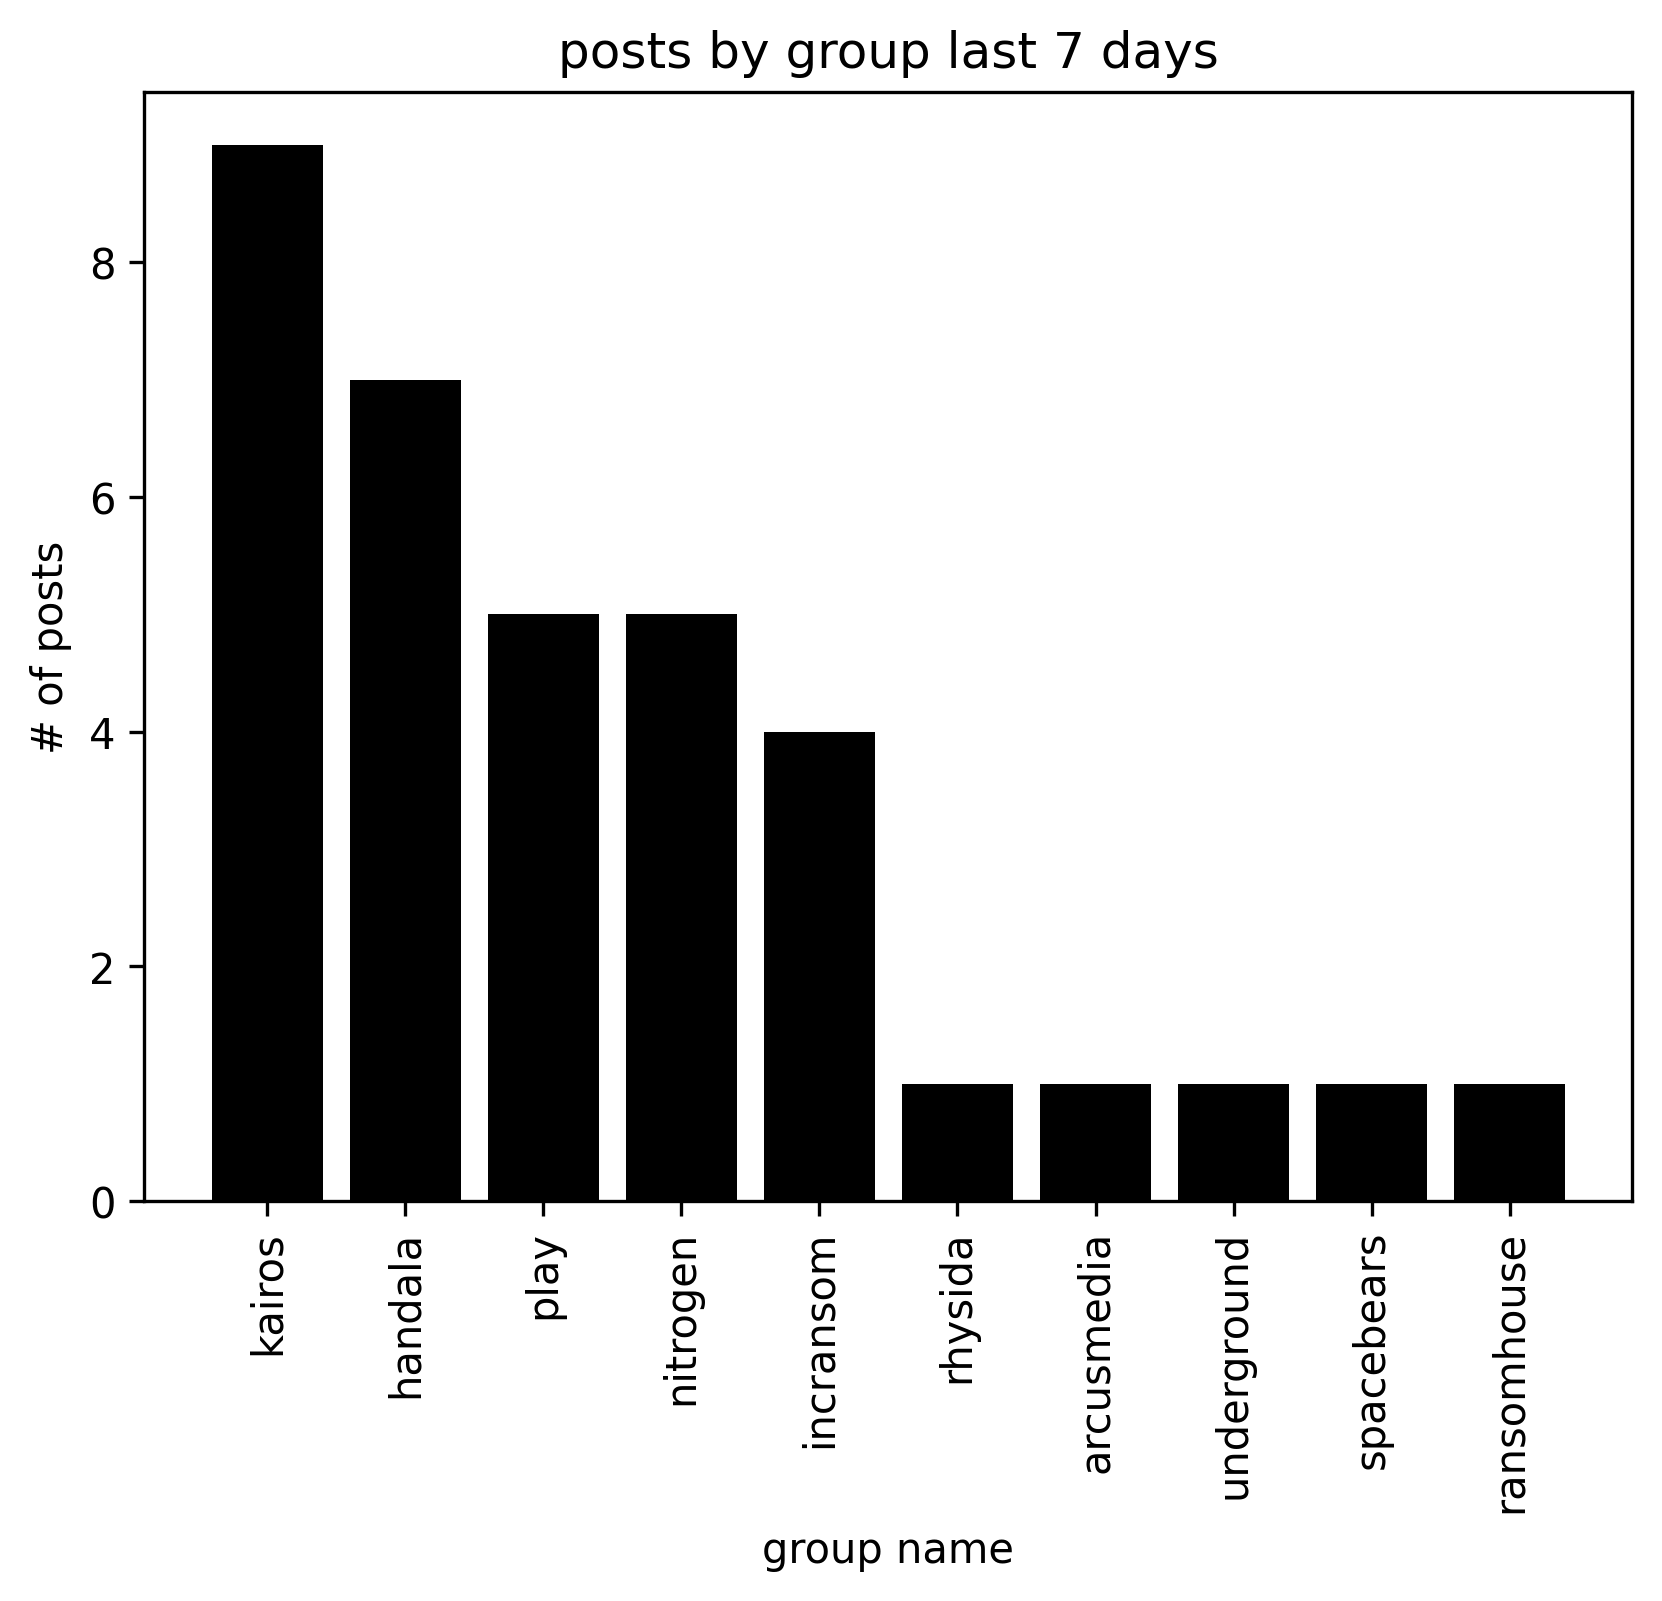 posts by group last 7 days
# of posts
8
6
4
2
0
kairos
handala
play
nitrogen
incransom
rhysida
arcusmedia
underground
spacebears
ransomhouse
group name